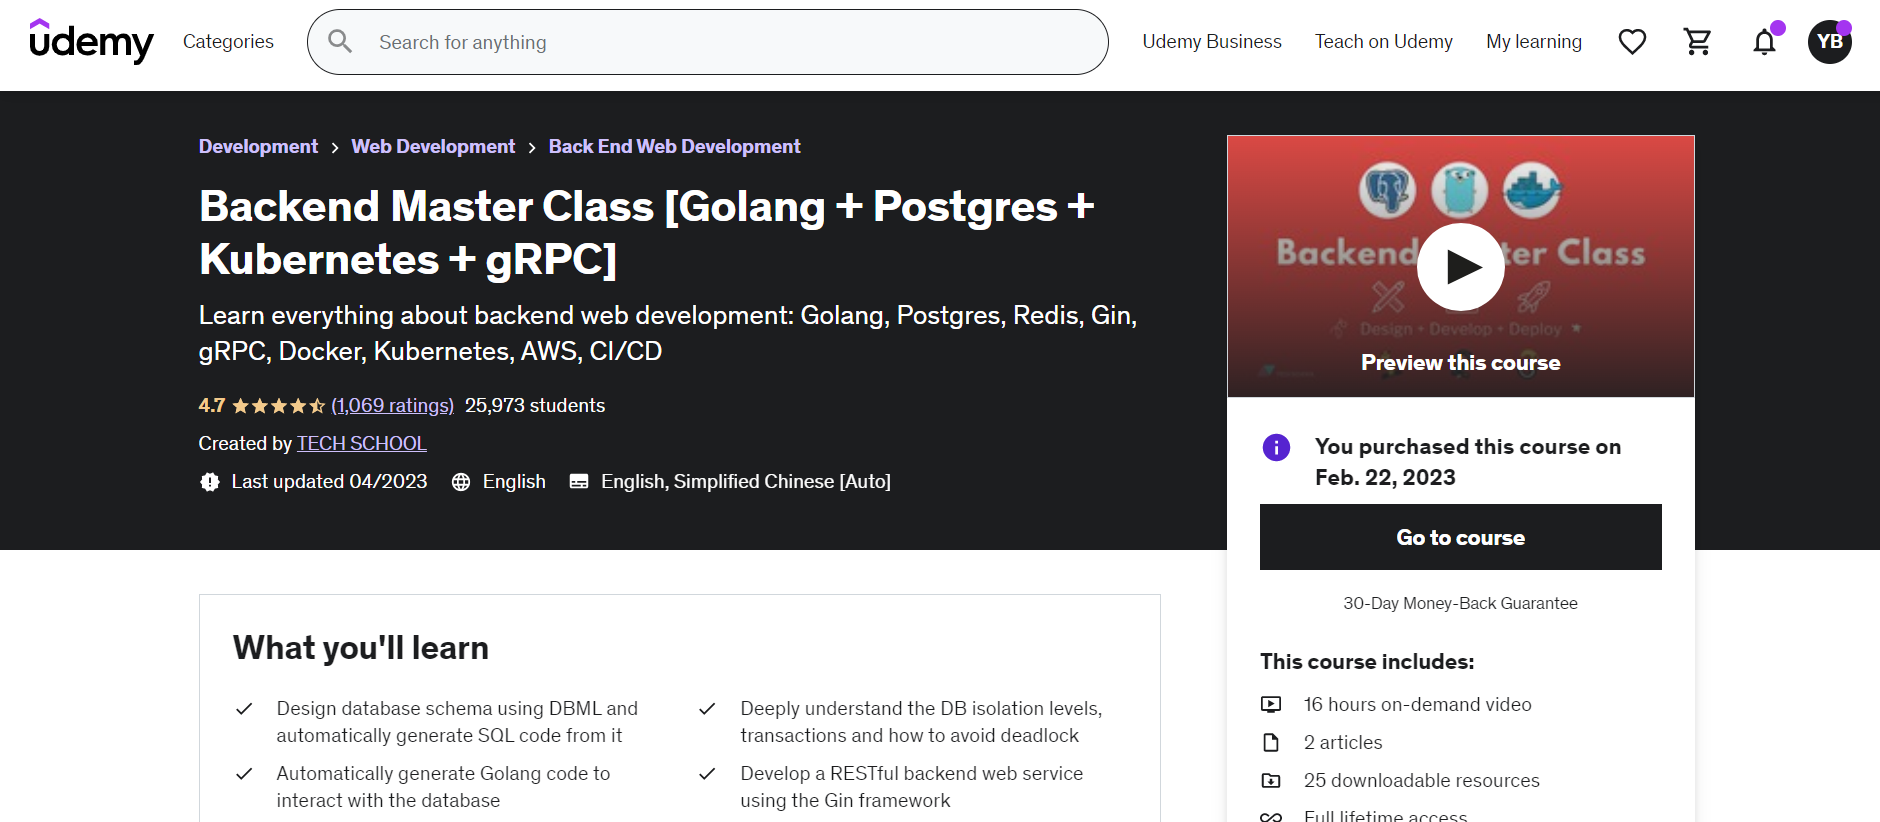 udemy
Categories
Search for anything
Udemy Business
Teach on Udemy
My learning
YB
Development > Web Development > Back End Web Development
Backend Master Class [Golang + Postgres +
Kubernetes + gRPC]
Learn everything about backend web development: Golang, Postgres, Redis, Gin,
gRPC, Docker, Kubernetes, AWS, CI/CD
4.7 (1,069 ratings) 25,973 students
Created by TECH SCHOOL
Last updated 04/2023 English English, Simplified Chinese [Auto]
Backend ter Class
Design + Develop + Deploy
Preview this course
You purchased this course on
Feb. 22, 2023
Go to course
30-Day Money-Back Guarantee
This course includes:
16 hours on-demand video
2 articles
25 downloadable resources
Full lifetime access
What you'll learn
Design database schema using DBML and
automatically generate SQL code from it
Automatically generate Golang code to
interact with the database
Deeply understand the DB isolation levels,
transactions and how to avoid deadlock
Develop a RESTful backend web service
using the Gin framework